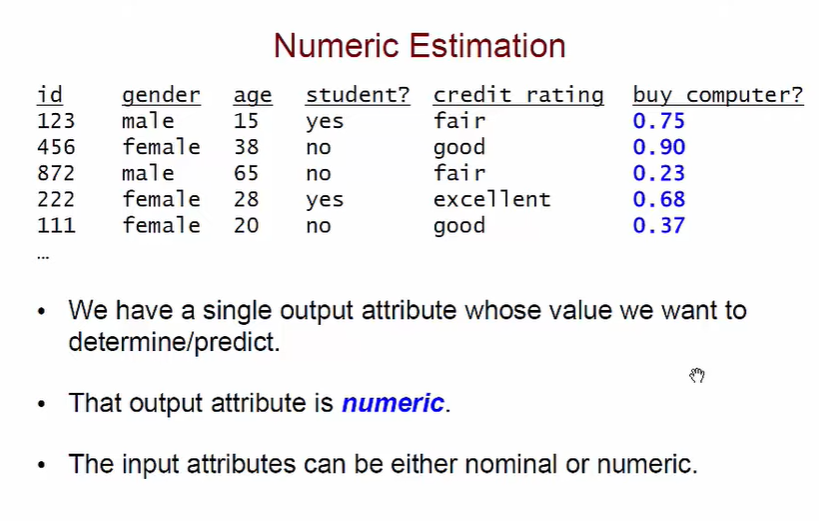 Numeric Estimation
id gender age student? credit rating buy computer?
123 male 15 yes fair 0.75
456 female 38 no good 0.90
872 male 65 no fair 0.23
222 female 28 yes excellent 0.68
111 female 20 no good 0.37
…
• We have a single output attribute whose value we want to
determine/predict.
• That output attribute is numeric.
• The input attributes can be either nominal or numeric.